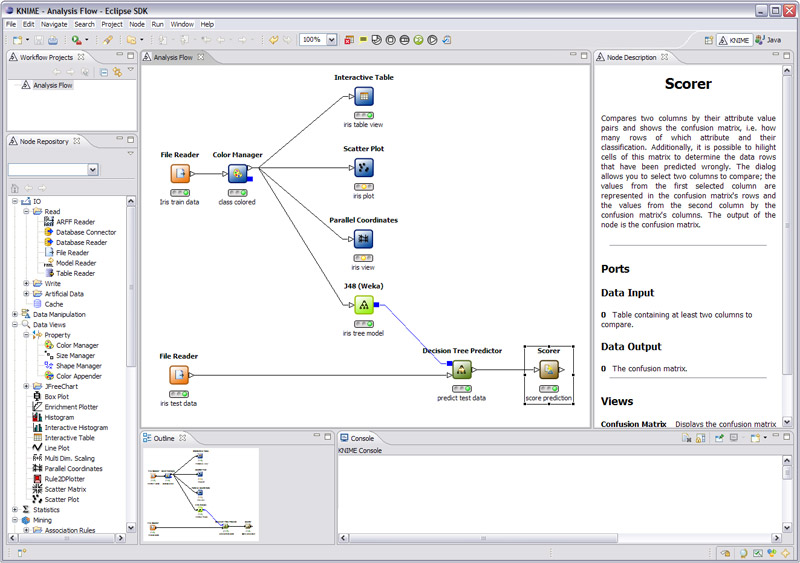 KNIME - Analysis Flow - Eclipse SDK
File Edit Navigate Search Project Node Run Window Help
100%
KNIME Java
Workflow Projects
Analysis Flow
Node Repository
IO
Read
ARFF Reader
Database Connector
Database Reader
File Reader
Model Reader
Table Reader
Write
Artificial Data
Cache
Data Manipulation
Data Views
Property
Color Manager
Size Manager
Shape Manager
Color Appender
JFreeChart
Box Plot
Enrichment Plotter
Histogram
Interactive Histogram
Interactive Table
Line Plot
Multi Dim. Scaling
Parallel Coordinates
Rule2DPlotter
Scatter Matrix
Scatter Plot
Statistics
Mining
Association Rules
Analysis Flow
Interactive Table
iris table view
File Reader
Iris train data
Color Manager
class colored
Scatter Plot
iris plot
Parallel Coordinates
iris view
J48 (Weka)
iris tree model
File Reader
iris test data
Decision Tree Predictor
predict test data
Scorer
score prediction
Outline
Console
KNIME Console
Node Description
Scorer
Compares two columns by their attribute value
pairs and shows the confusion matrix, i.e. how
many rows of which attribute and their
classification. Additionally, it is possible to hilight
cells of this matrix to determine the data rows
that have been predicted wrongly. The dialog
allows you to select two columns to compare; the
values from the first selected column are
represented in the confusion matrix's rows and
the values from the second column by the
confusion matrix's columns. The output of the
node is the confusion matrix.
Ports
Data Input
0 Table containing at least two columns to
compare.
Data Output
0 The confusion matrix.
Views
Confusion Matrix Displays the confusion matrix